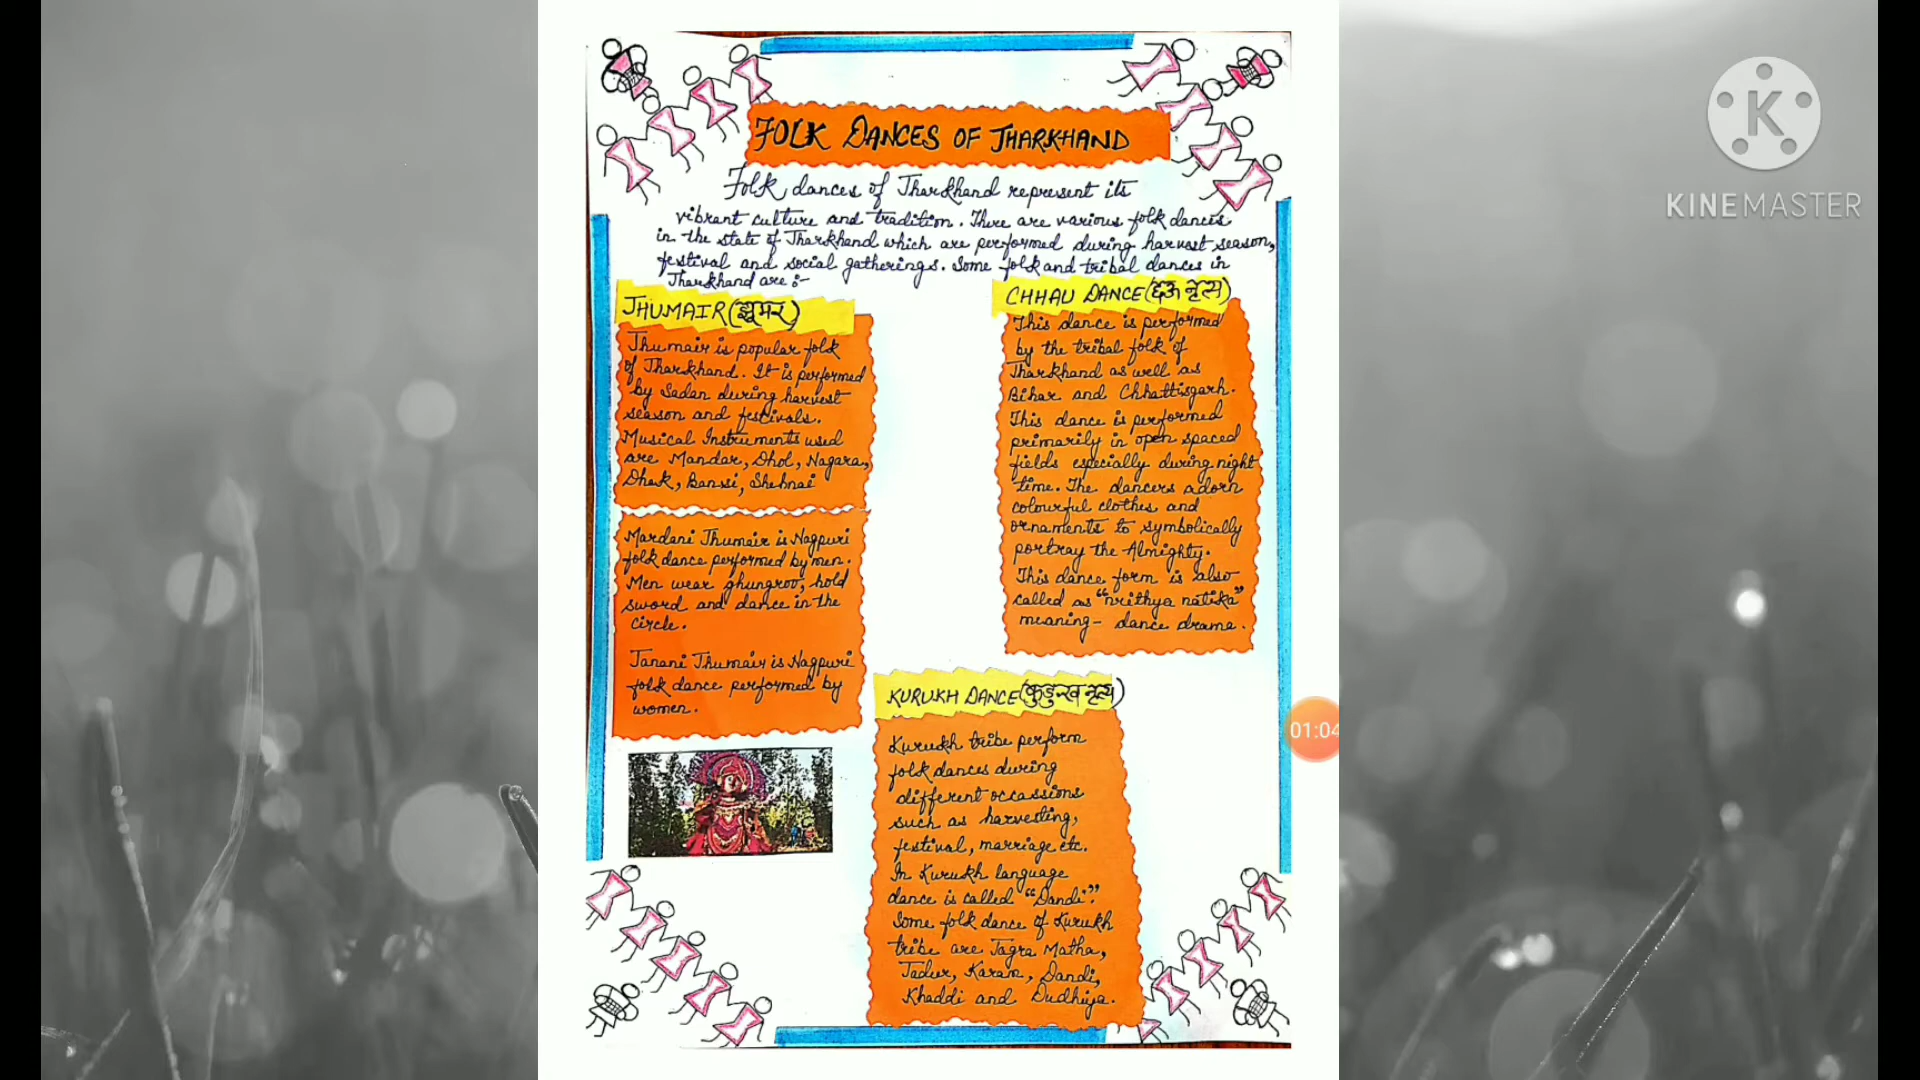 FOLK DANCES OF JHARKHAND
Folk dances of Jharkhand represent its
vibrant culture and tradition. There are various folk dances
in the state of Jharkhand which are performed during harvest season,
festival and social gatherings. Some folk and tribal dances in
Jharkhand are :-
JHUMAIR (झूमर)
Jhumair is popular folk
of Jharkhand. It is performed
by Sadan during harvest
season and festivals.
Musical Instruments used
are Mandar, Dhol, Nagara,
Dhak, Bansi, Shehnai
Mardani Jhumair is Nagpuri
folk dance performed by men.
Men wear ghungroo, hold
sword and dance in the
circle.
Janani Jhumair is Nagpuri
folk dance performed by
women.
CHHAU DANCE (छऊ नृत्य)
This dance is performed
by the tribal folk of
Jharkhand as well as
Bihar and Chhattisgarh.
This dance is performed
primarily in open spaced
fields especially during night
time. The dancers adorn
colourful clothes and
ornaments to symbolically
portray the Almighty.
This dance form is also
called as "nrithya natika"
meaning- dance drama.
KURUKH DANCE (कुड़ुख नृत्य)
Kurukh tribe perform
folk dances during
different occassions
such as harvesting,
festival, marriage etc.
In Kurukh language
dance is called "Dandi".
Some folk dance of Kurukh
tribe are Jagra Matha,
Jadur, Karam, Dandi,
Khaddi and Dudhiya.
K
KINEMASTER
01:04